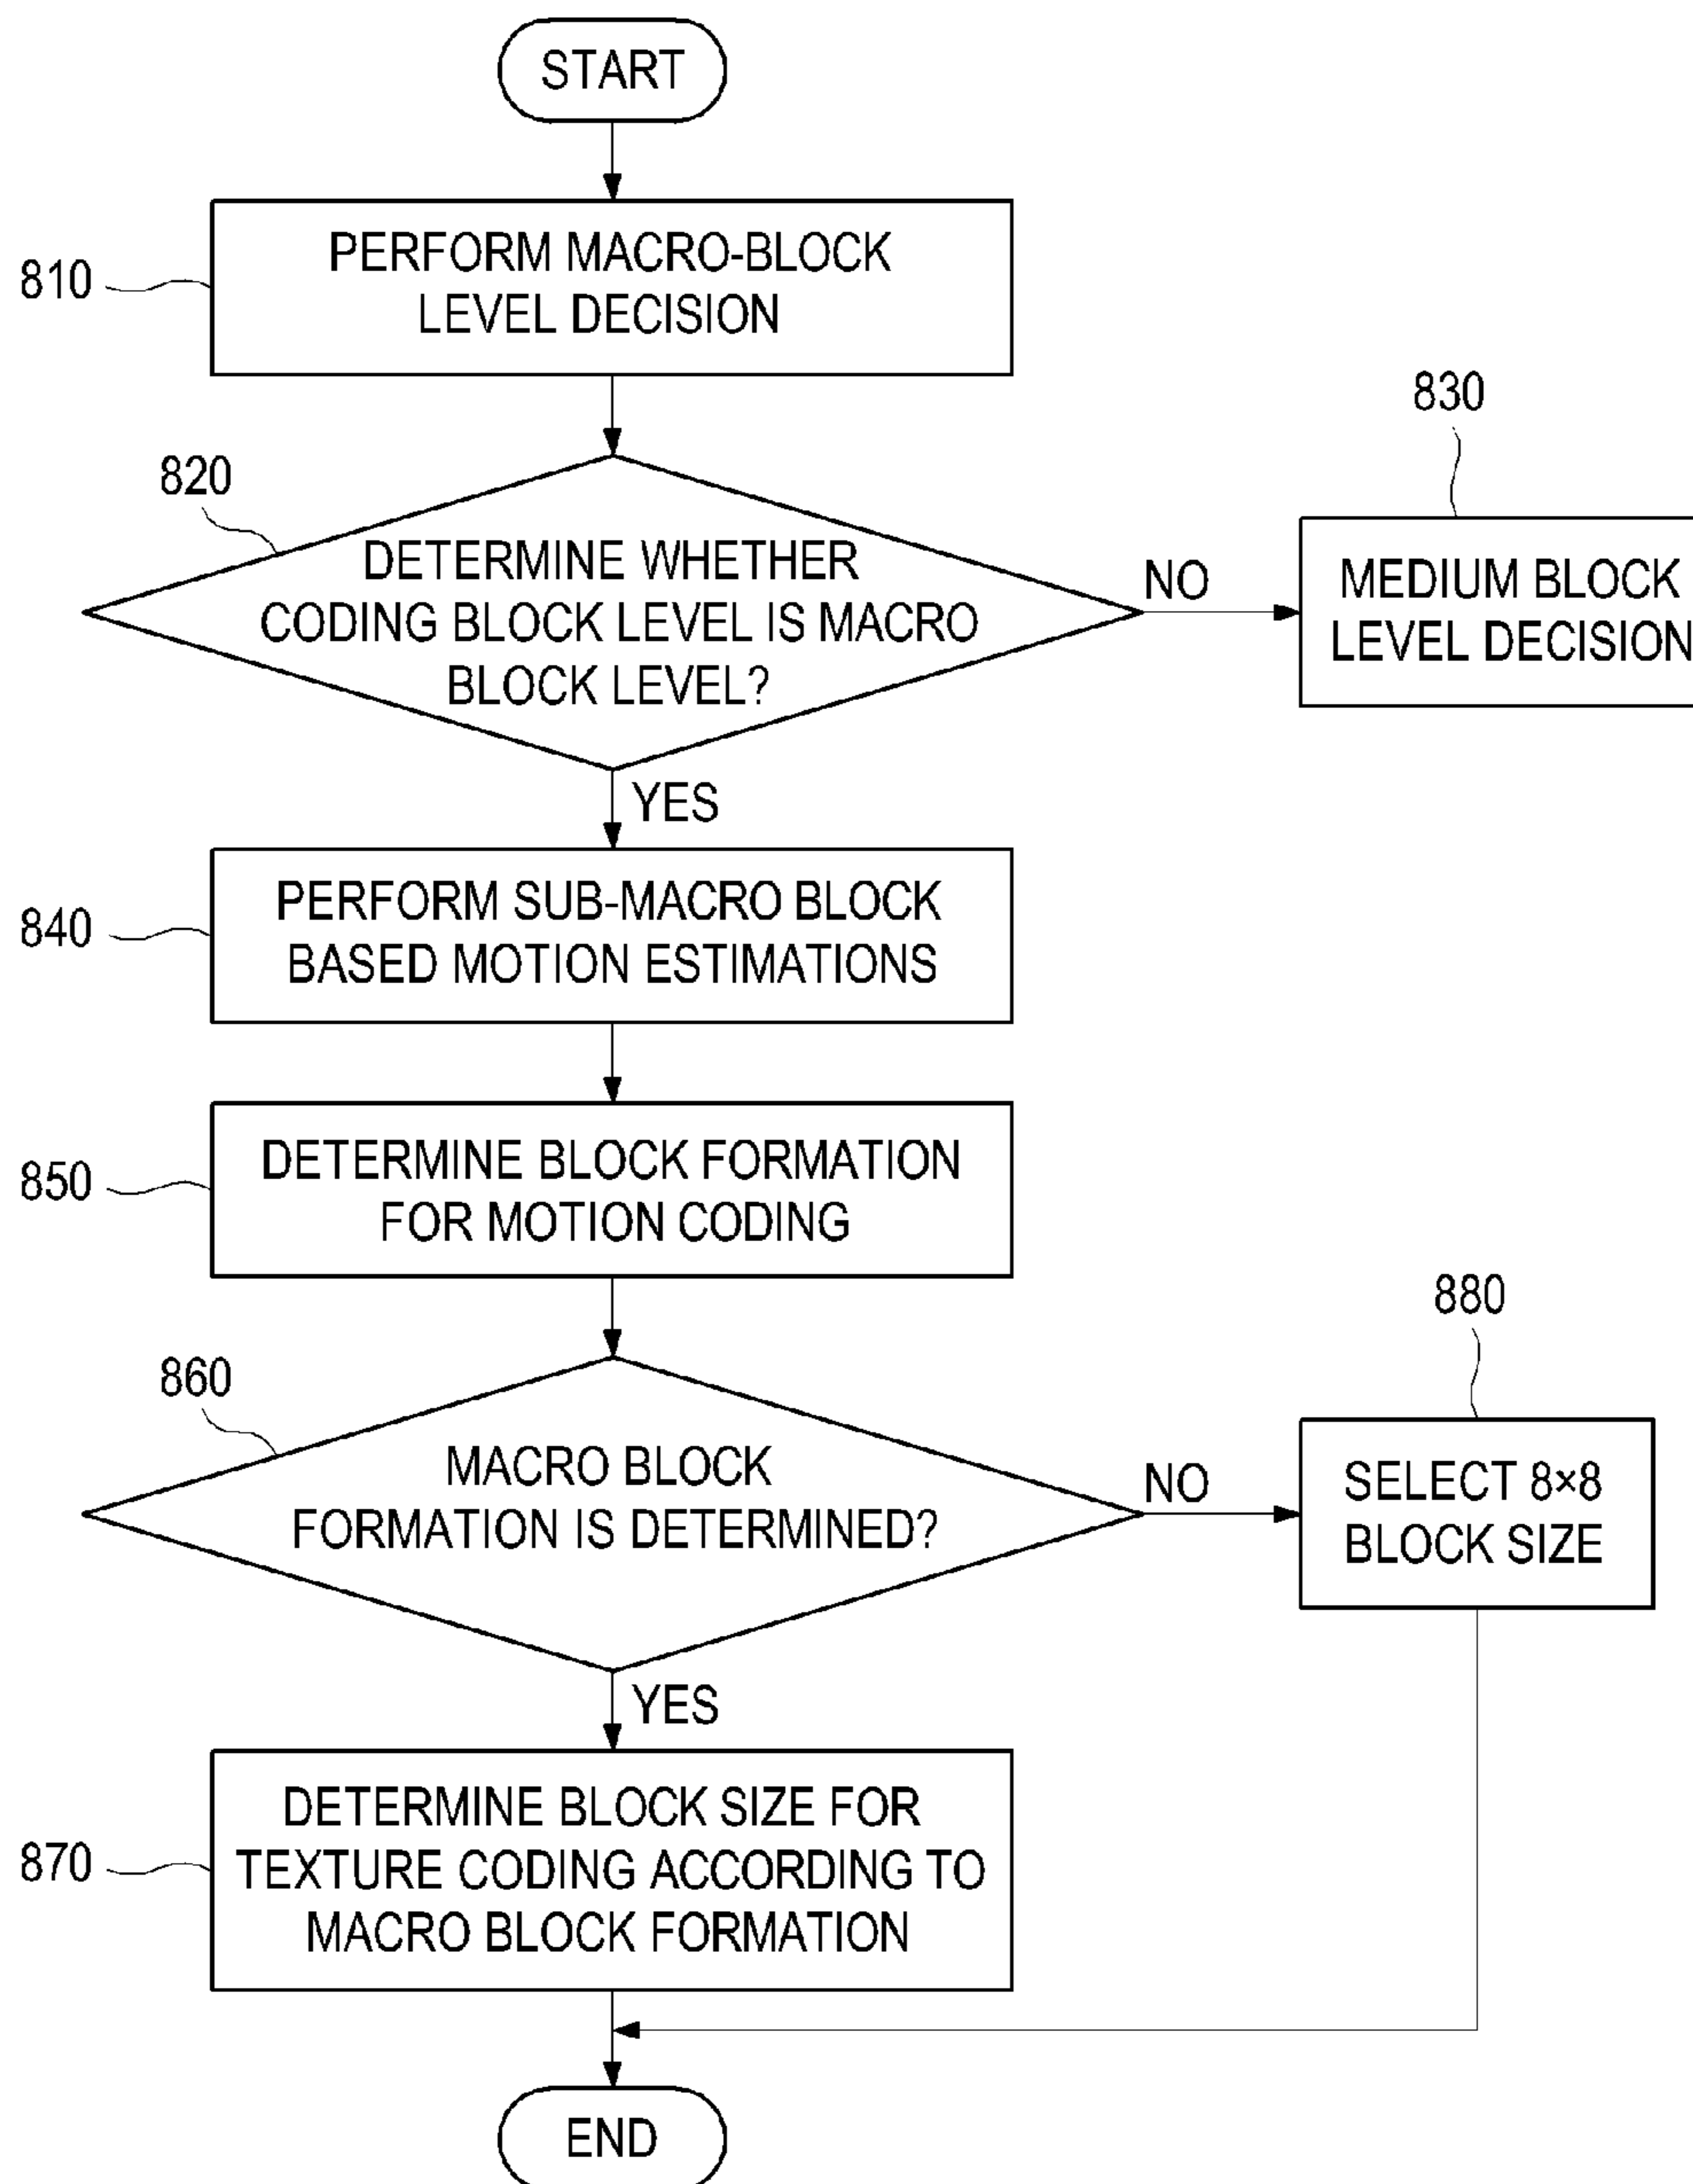 START
810
PERFORM MACRO-BLOCK
LEVEL DECISION
820
DETERMINE WHETHER
CODING BLOCK LEVEL IS MACRO
BLOCK LEVEL?
NO
830
MEDIUM BLOCK
LEVEL DECISION
YES
840
PERFORM SUB-MACRO BLOCK
BASED MOTION ESTIMATIONS
850
DETERMINE BLOCK FORMATION
FOR MOTION CODING
860
MACRO BLOCK
FORMATION IS DETERMINED?
NO
880
SELECT 8×8
BLOCK SIZE
YES
870
DETERMINE BLOCK SIZE FOR
TEXTURE CODING ACCORDING TO
MACRO BLOCK FORMATION
END